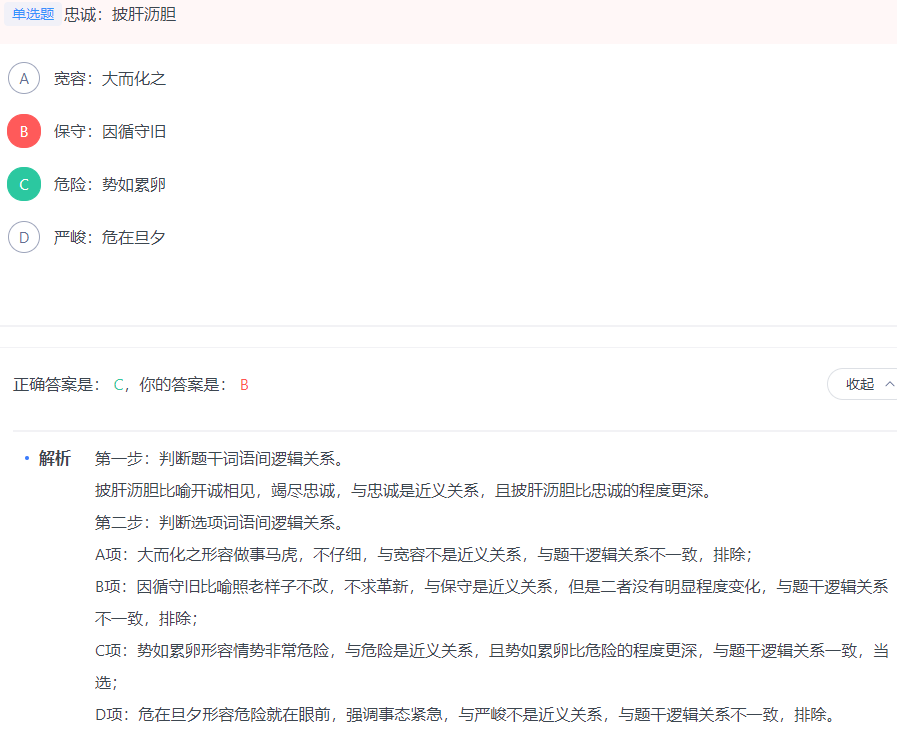 单选题 忠诚：披肝沥胆
A 宽容：大而化之
B 保守：因循守旧
C 危险：势如累卵
D 严峻：危在旦夕
正确答案是： C，你的答案是： B
收起
解析 第一步：判断题干词语间逻辑关系。
披肝沥胆比喻开诚相见，竭尽忠诚，与忠诚是近义关系，且披肝沥胆比忠诚的程度更深。
第二步：判断选项词语间逻辑关系。
A项：大而化之形容做事马虎，不仔细，与宽容不是近义关系，与题干逻辑关系不一致，排除；
B项：因循守旧比喻照老样子不改，不求革新，与保守是近义关系，但是二者没有明显程度变化，与题干逻辑关系
不一致，排除；
C项：势如累卵形容情势非常危险，与危险是近义关系，且势如累卵比危险的程度更深，与题干逻辑关系一致，当
选；
D项：危在旦夕形容危险就在眼前，强调事态紧急，与严峻不是近义关系，与题干逻辑关系不一致，排除。